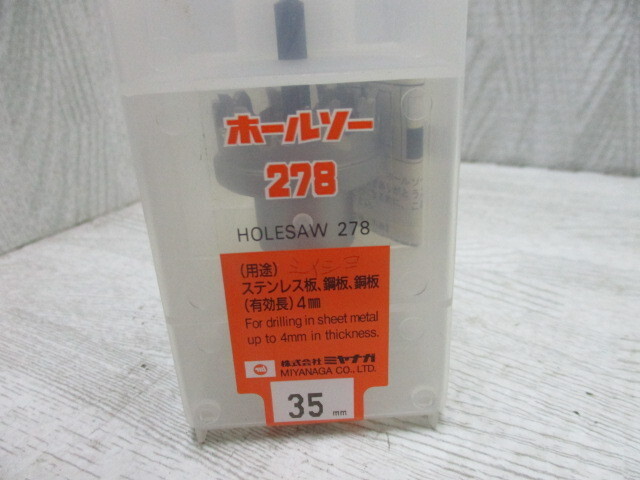 ホールソー
278
HOLESAW 278
(用途)
ステンレス板、鋼板、銅板
(有効長) 4mm
For drilling in sheet metal
up to 4mm in thickness.
株式会社 ミヤナガ
MIYANAGA CO., LTD.
35 mm